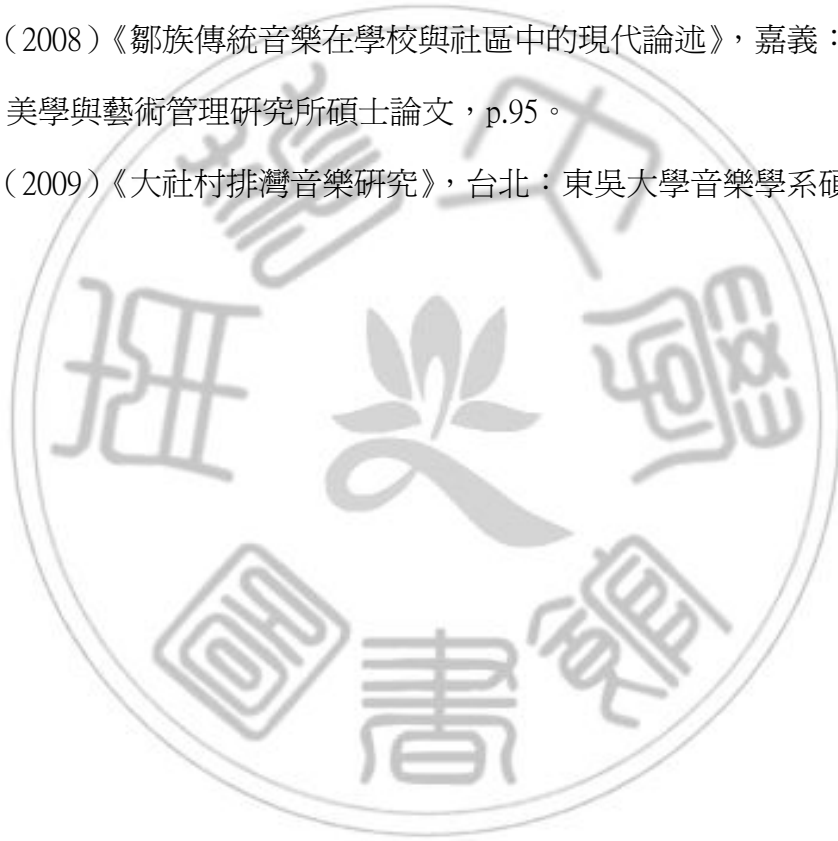 （2008）《鄒族傳統音樂在學校與社區中的現代論述》，嘉義：
美學與藝術管理研究所碩士論文，p.95。
（2009）《大社村排灣音樂研究》，台北：東吳大學音樂學系碩
書